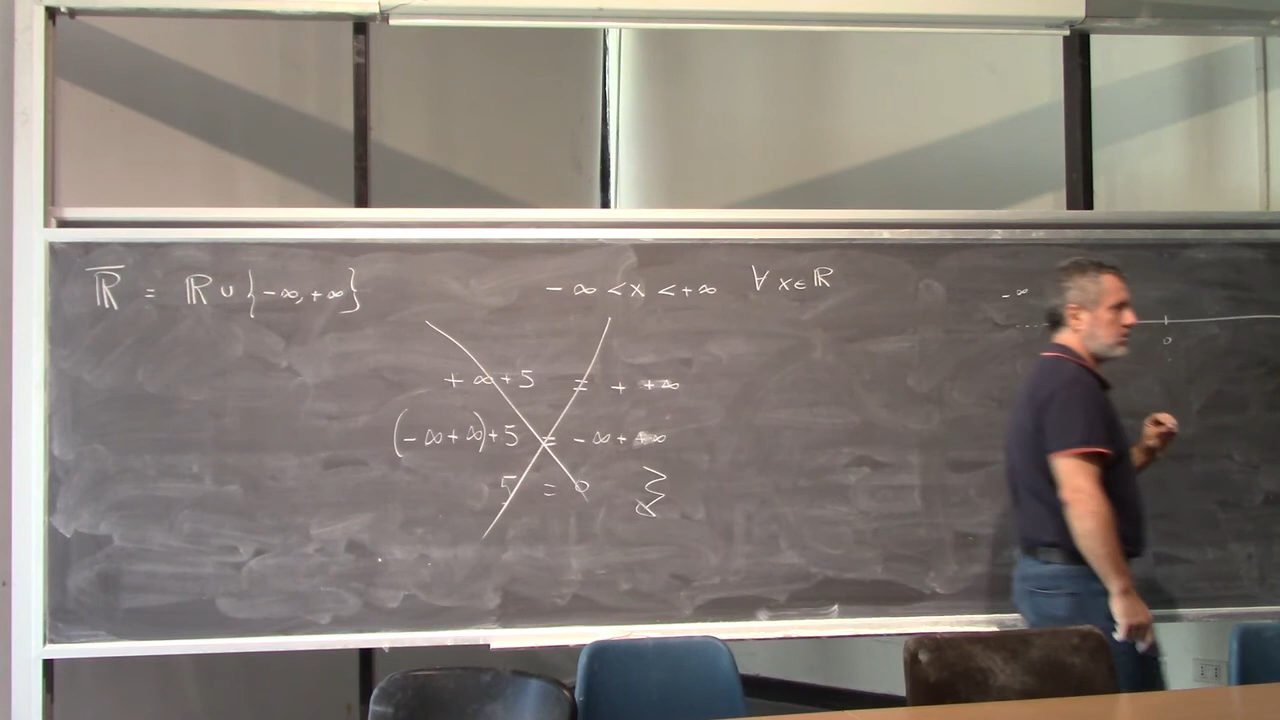 ℝ̅ = ℝ ∪ {-∞, +∞}
-∞ < x < +∞ ∀ x ∈ ℝ
+∞+5 = + +∞
(-∞+∞)+5 = -∞+ +∞
5 = 0
-∞
0